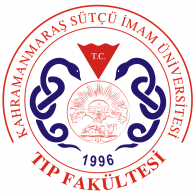 KAHRAMANMARAŞ SÜTÇÜ İMAM ÜNİVERSİTESİ
T.C.
1996
TIP FAKÜLTESİ